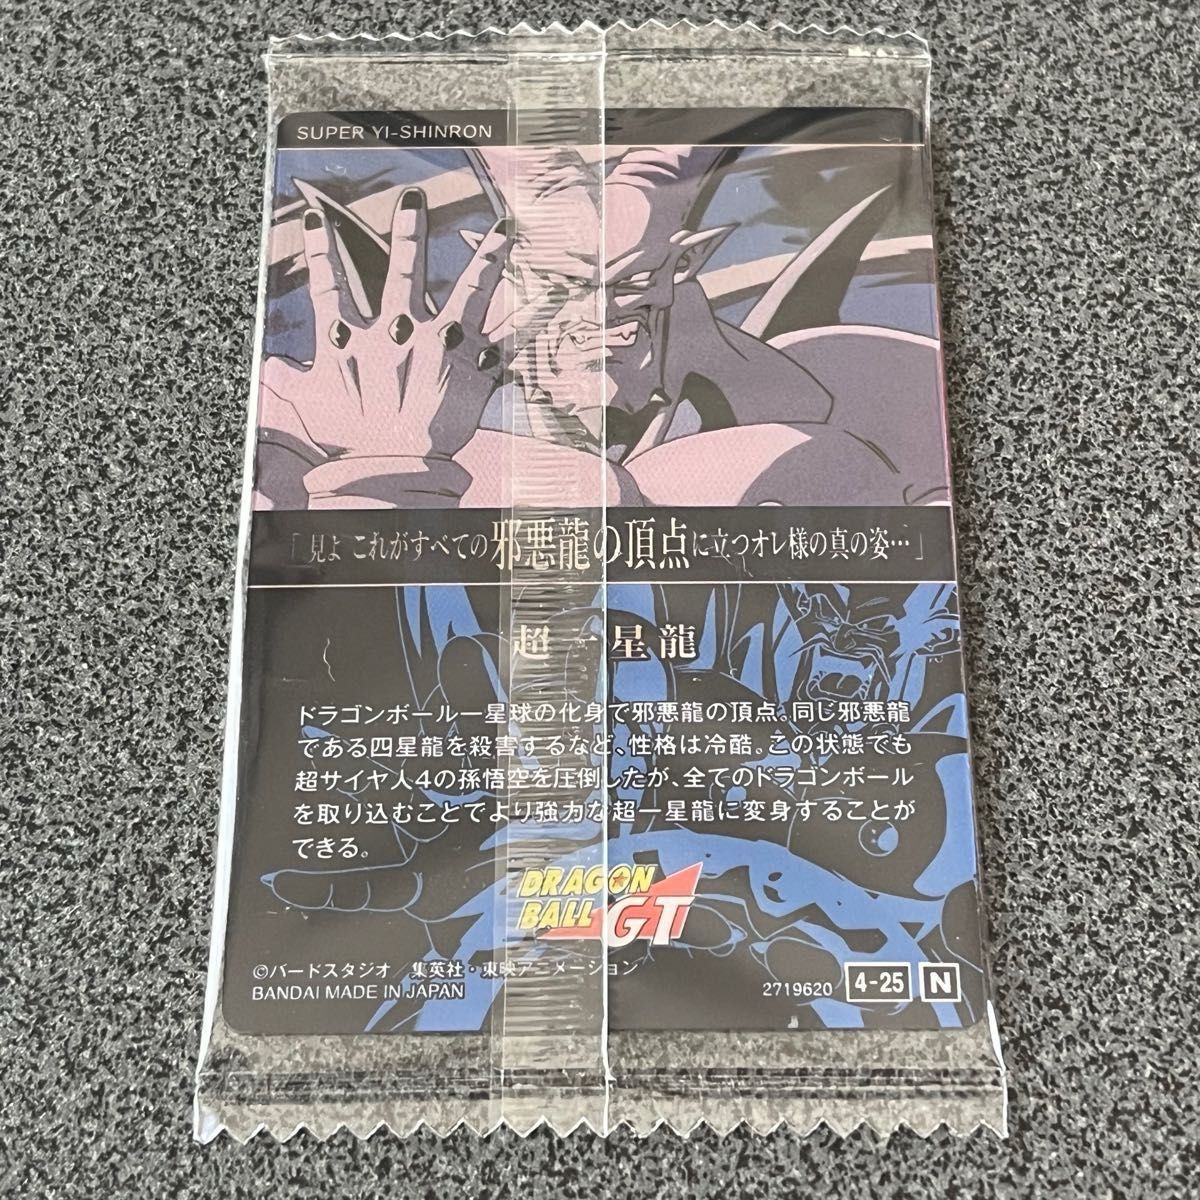 SUPER YI-SHINRON
「見よ これがすべての邪悪龍の頂点に立つオレ様の真の姿…」
超一星龍
ドラゴンボール一星球の化身で邪悪龍の頂点。同じ邪悪龍
である四星龍を殺害するなど、性格は冷酷。この状態でも
超サイヤ人4の孫悟空を圧倒したが、全てのドラゴンボール
を取り込むことでより強力な超一星龍に変身することが
できる。
DRAGON
BALL GT
©バードスタジオ 集英社・東映アニメーション
BANDAI MADE IN JAPAN
2719620 4-25 N